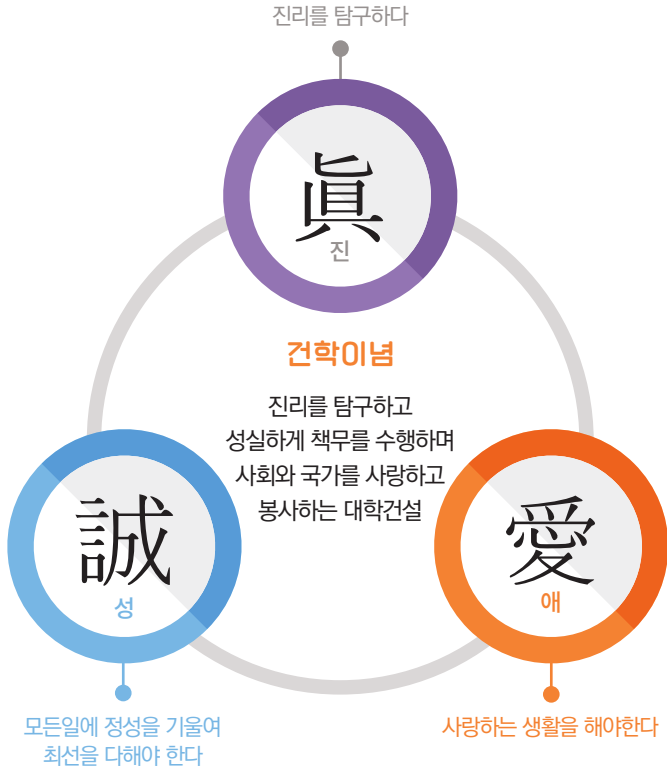 진리를 탐구하다
眞
진
건학이념
진리를 탐구하고
성실하게 책무를 수행하며
사회와 국가를 사랑하고
봉사하는 대학건설
誠
성
모든일에 정성을 기울여
최선을 다해야 한다
愛
애
사랑하는 생활을 해야한다